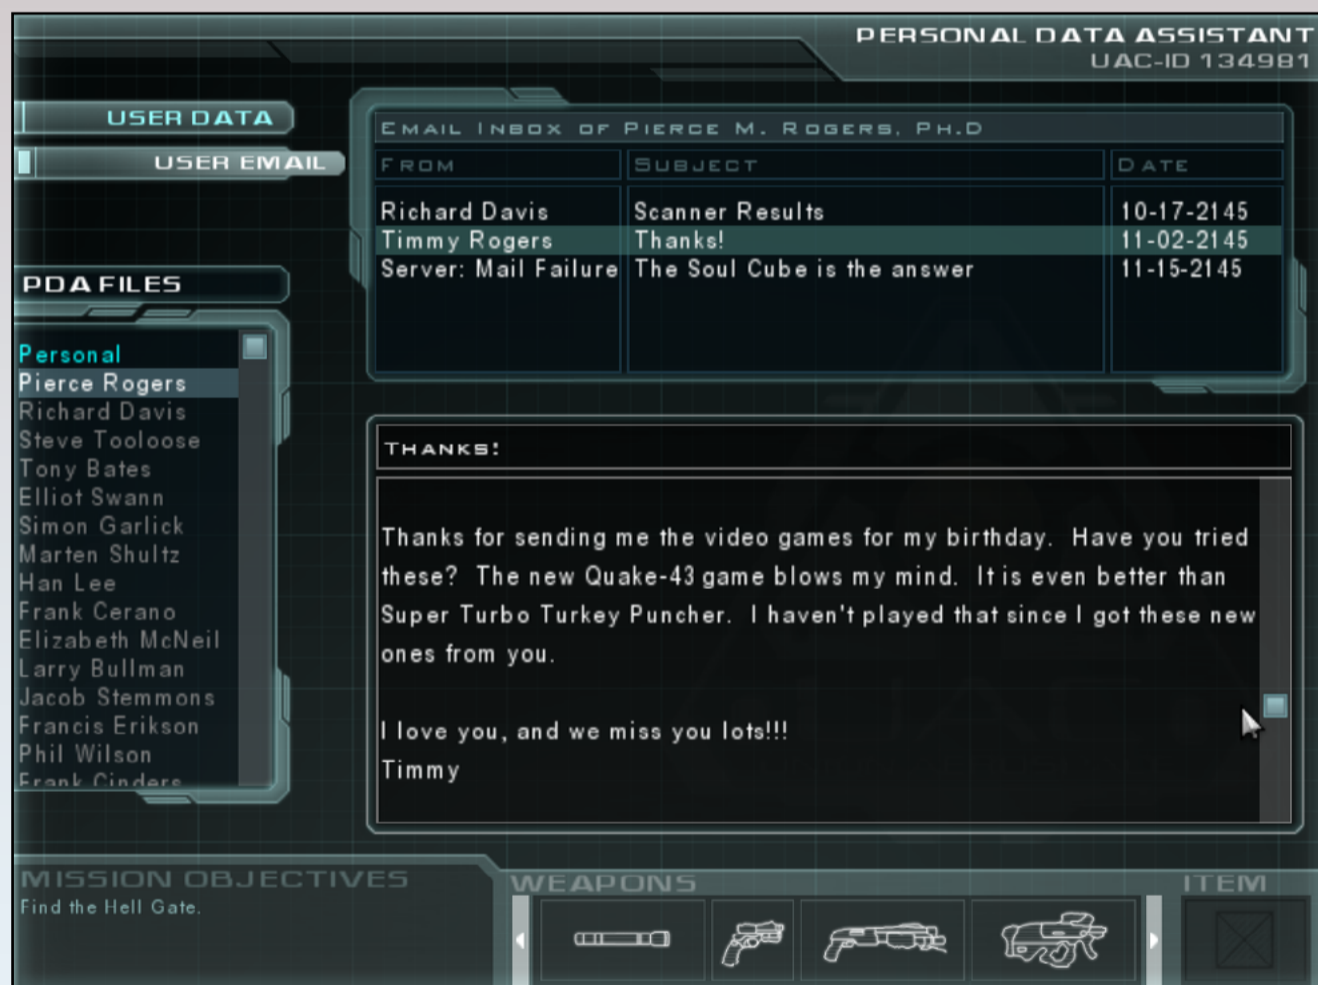 PERSONAL DATA ASSISTANT
UAC-ID 134981
USER DATA
USER EMAIL
EMAIL INBOX OF PIERCE M. ROGERS, PH.D
FROM SUBJECT DATE
Richard Davis Scanner Results 10-17-2145
Timmy Rogers Thanks! 11-02-2145
Server: Mail Failure The Soul Cube is the answer 11-15-2145
PDA FILES
Personal
Pierce Rogers
Richard Davis
Steve Tooloose
Tony Bates
Elliot Swann
Simon Garlick
Marten Shultz
Han Lee
Frank Cerano
Elizabeth McNeil
Larry Bullman
Jacob Stemmons
Francis Erikson
Phil Wilson
Frank Cinders
THANKS!
Thanks for sending me the video games for my birthday. Have you tried
these? The new Quake-43 game blows my mind. It is even better than
Super Turbo Turkey Puncher. I haven't played that since I got these new
ones from you.
I love you, and we miss you lots!!!
Timmy
MISSION OBJECTIVES
Find the Hell Gate.
WEAPONS
ITEM